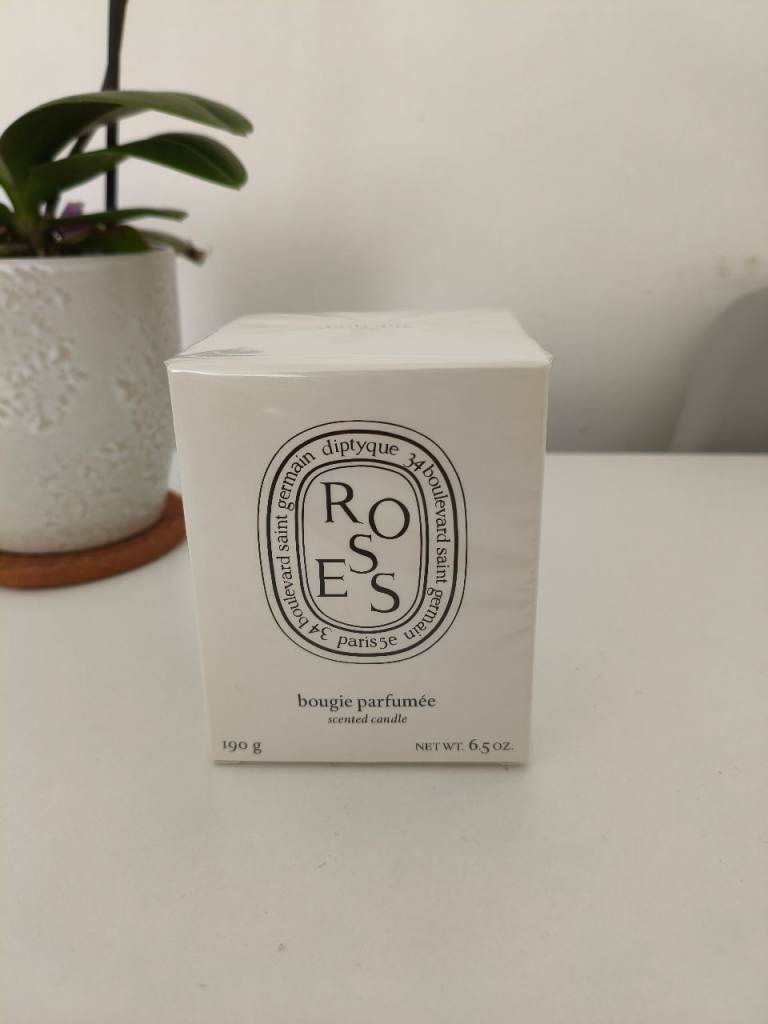 diptyque
34 boulevard saint germain
paris 5e
34 boulevard saint germain
R O
S
E S
bougie parfumée
scented candle
190 g
NET WT. 6.5 OZ.